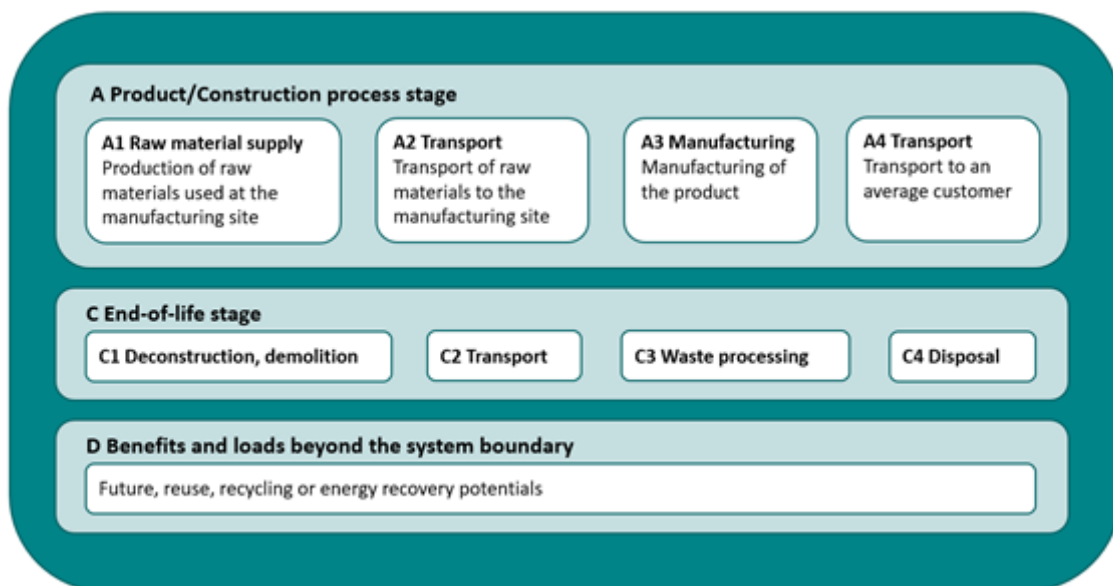 A Product/Construction process stage
A1 Raw material supply
Production of raw
materials used at the
manufacturing site
A2 Transport
Transport of raw
materials to the
manufacturing site
A3 Manufacturing
Manufacturing of
the product
A4 Transport
Transport to an
average customer
C End-of-life stage
C1 Deconstruction, demolition
C2 Transport
C3 Waste processing
C4 Disposal
D Benefits and loads beyond the system boundary
Future, reuse, recycling or energy recovery potentials